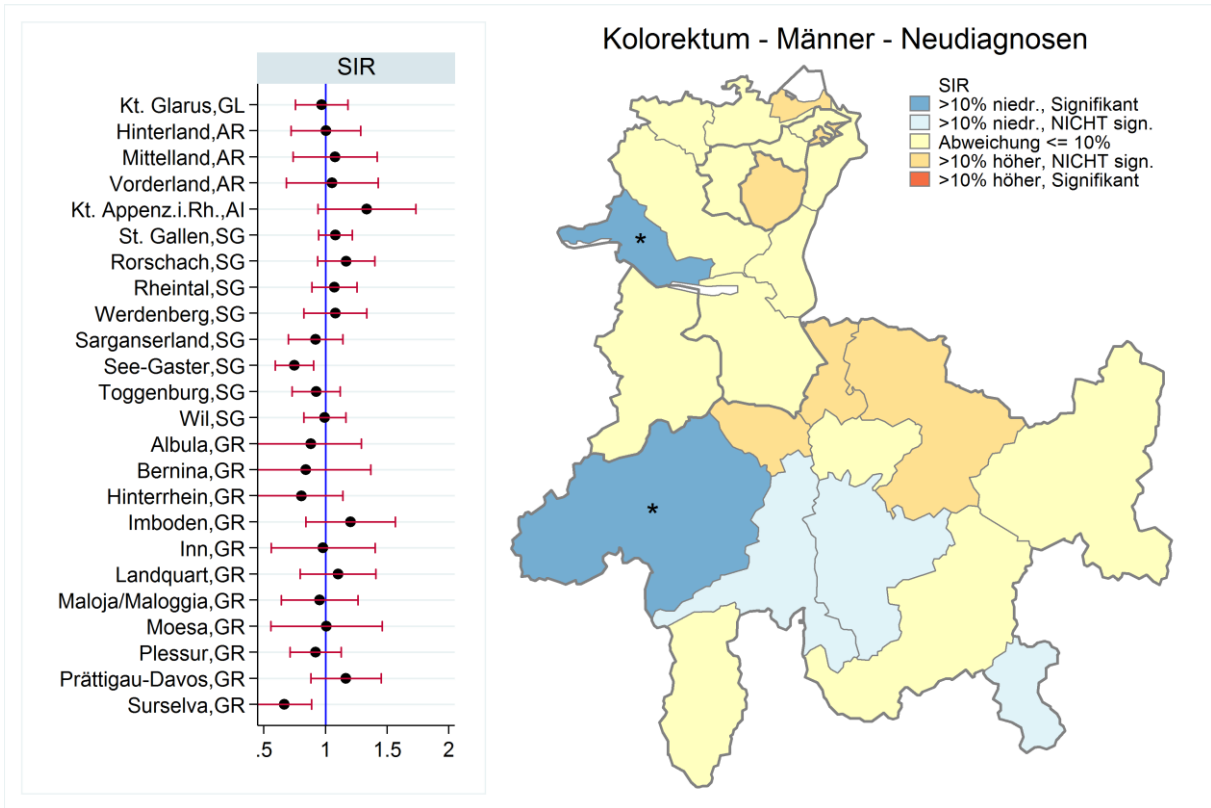 Kolorektum - Männer - Neudiagnosen
SIR
Kt. Glarus,GL
Hinterland,AR
Mittelland,AR
Vorderland,AR
Kt. Appenz.i.Rh.,AI
St. Gallen,SG
Rorschach,SG
Rheintal,SG
Werdenberg,SG
Sarganserland,SG
See-Gaster,SG
Toggenburg,SG
Wil,SG
Albula,GR
Bernina,GR
Hinterrhein,GR
Imboden,GR
Inn,GR
Landquart,GR
Maloja/Maloggia,GR
Moesa,GR
Plessur,GR
Prättigau-Davos,GR
Surselva,GR
.5 1 1.5 2
SIR
>10% niedr., Signifikant
>10% niedr., NICHT sign.
Abweichung <= 10%
>10% höher, NICHT sign.
>10% höher, Signifikant
*
*